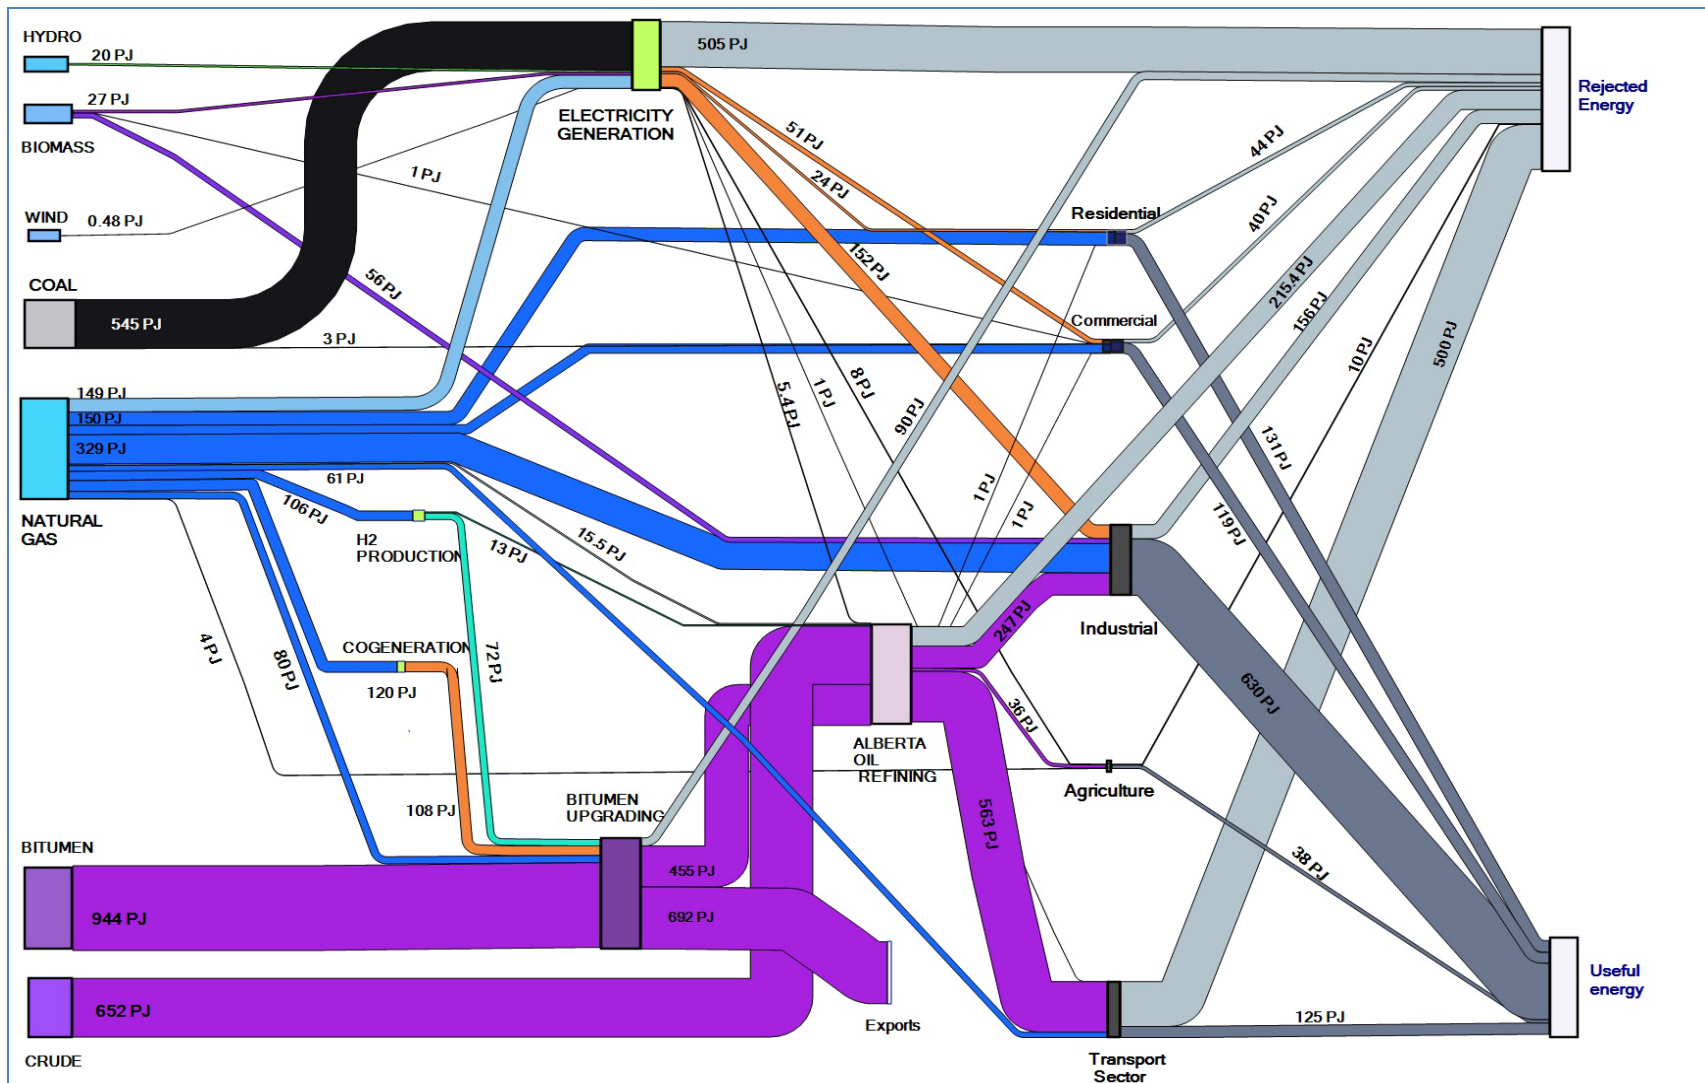 HYDRO
20 PJ
27 PJ
BIOMASS
WIND
0.48 PJ
COAL
545 PJ
3 PJ
149 PJ
150 PJ
329 PJ
NATURAL
GAS
61 PJ
106 PJ
H2
PRODUCTION
13 PJ
15.5 PJ
4 PJ
80 PJ
COGENERATION
120 PJ
72 PJ
108 PJ
BITUMEN
944 PJ
652 PJ
CRUDE
BITUMEN
UPGRADING
455 PJ
692 PJ
Exports
ELECTRICITY
GENERATION
505 PJ
1 PJ
56 PJ
51 PJ
24 PJ
152 PJ
5.4 PJ
1 PJ
8 PJ
90 PJ
1 PJ
1 PJ
Residential
Commercial
Industrial
247 PJ
36 PJ
ALBERTA
OIL
REFINING
Agriculture
563 PJ
Transport
Sector
44 PJ
40 PJ
215.4 PJ
156 PJ
10 PJ
500 PJ
131 PJ
119 PJ
630 PJ
38 PJ
125 PJ
Rejected
Energy
Useful
energy